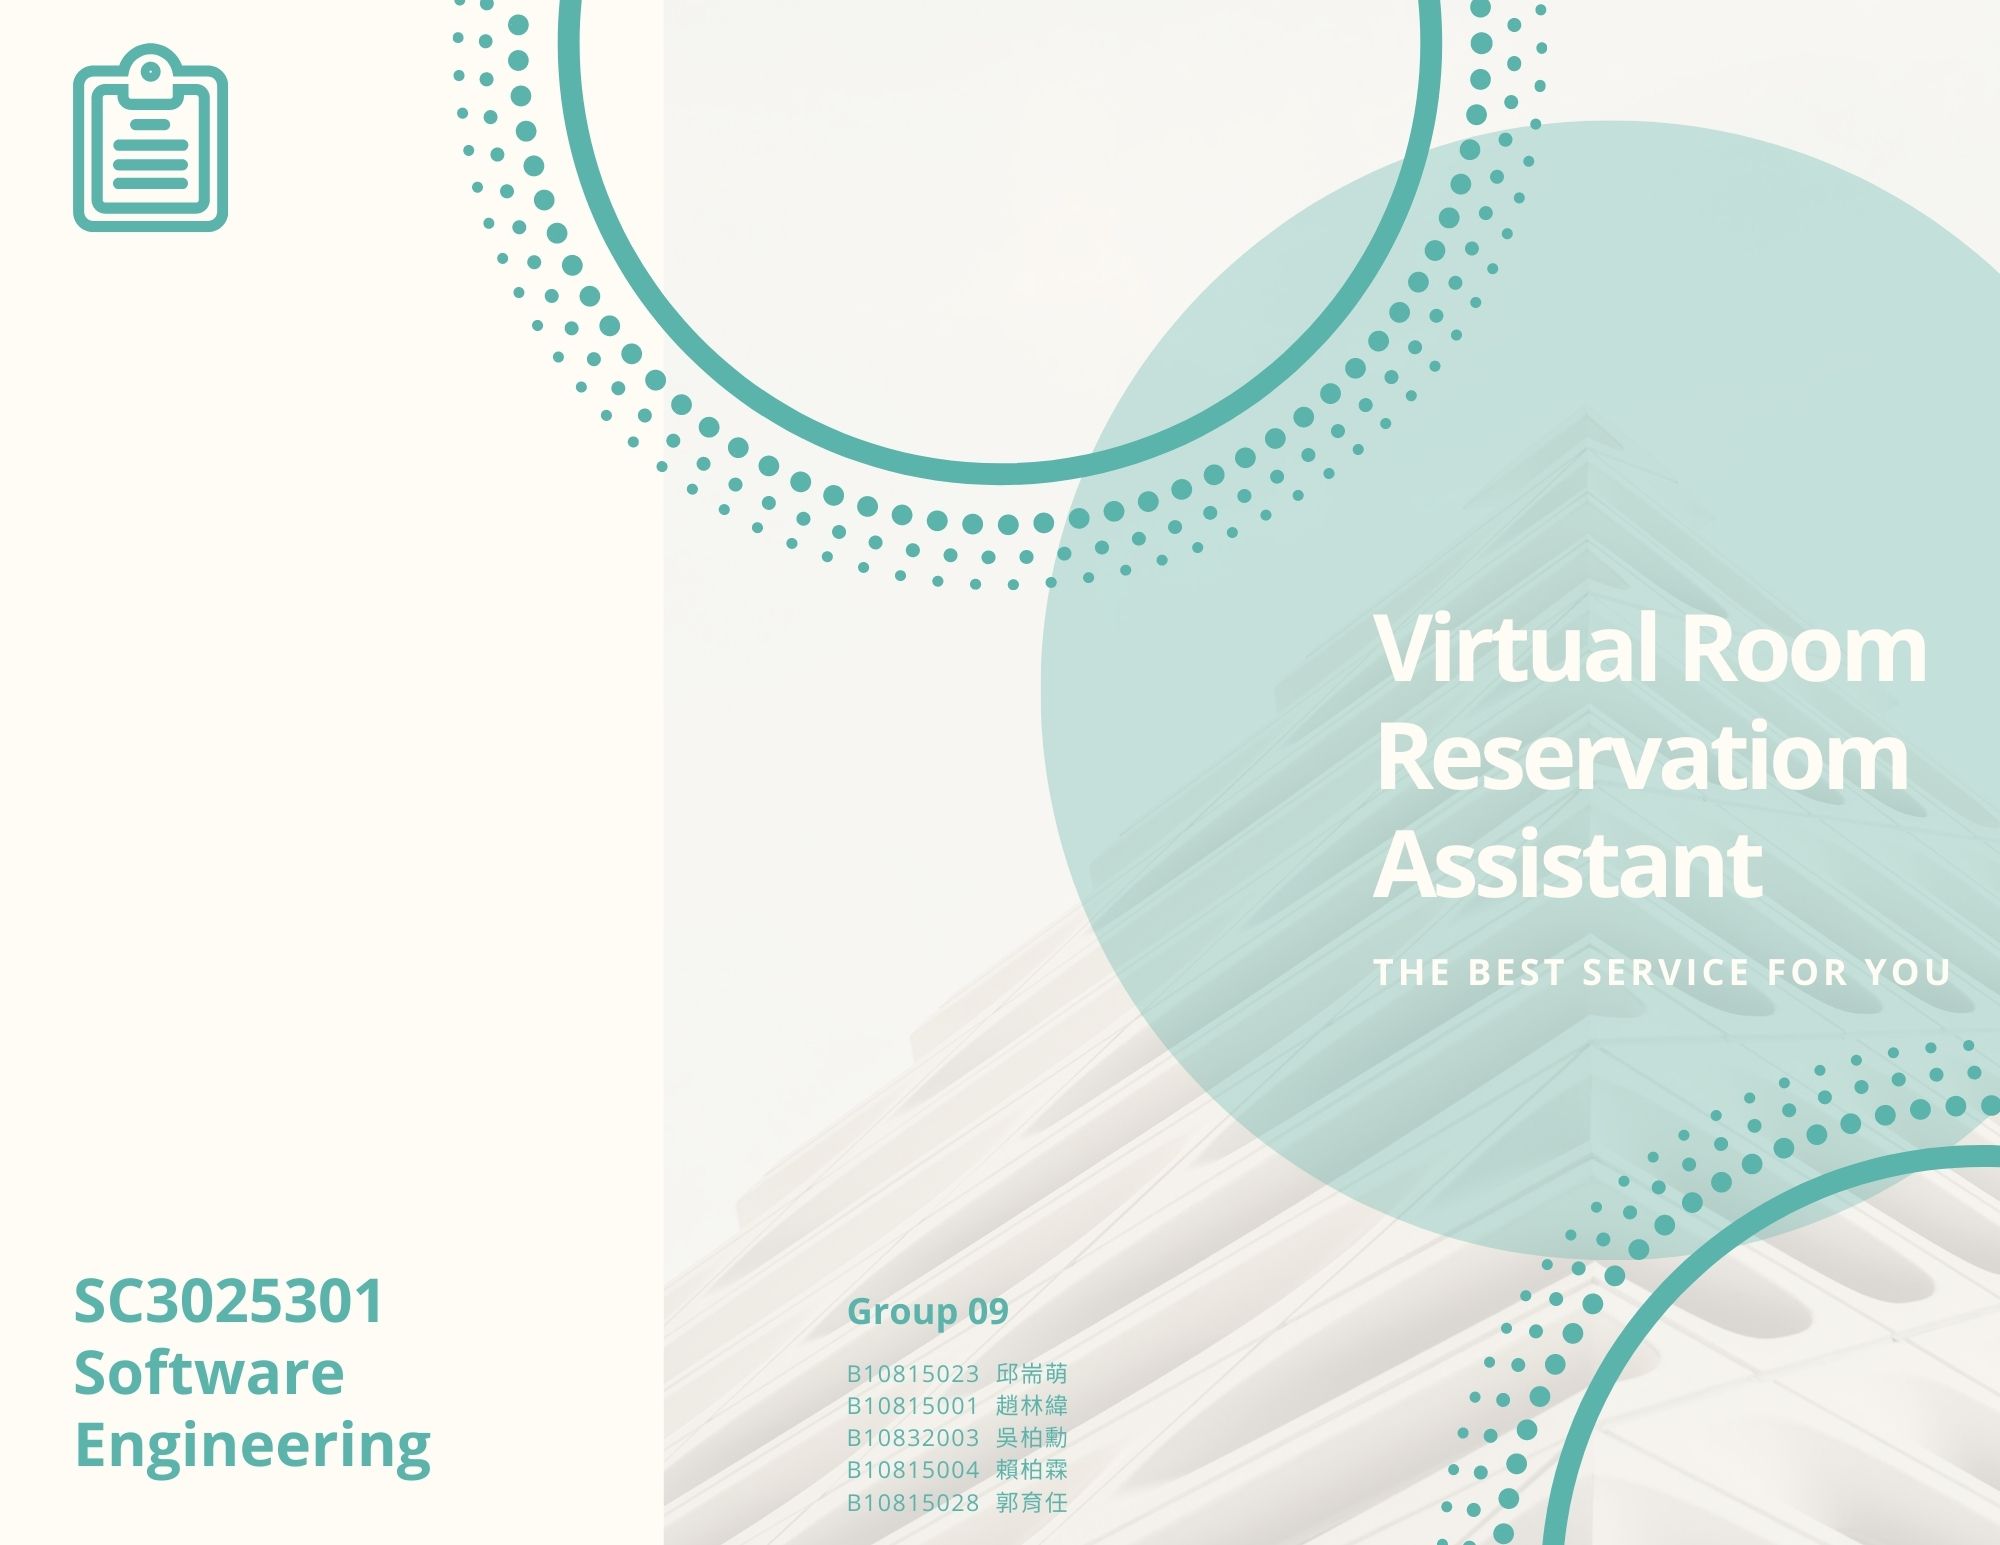 Virtual Room
Reservatiom
Assistant
THE BEST SERVICE FOR YOU
SC3025301
Software
Engineering
Group 09
B10815023 邱耑萌
B10815001 趙林緯
B10832003 吳柏勳
B10815004 賴柏霖
B10815028 郭育任